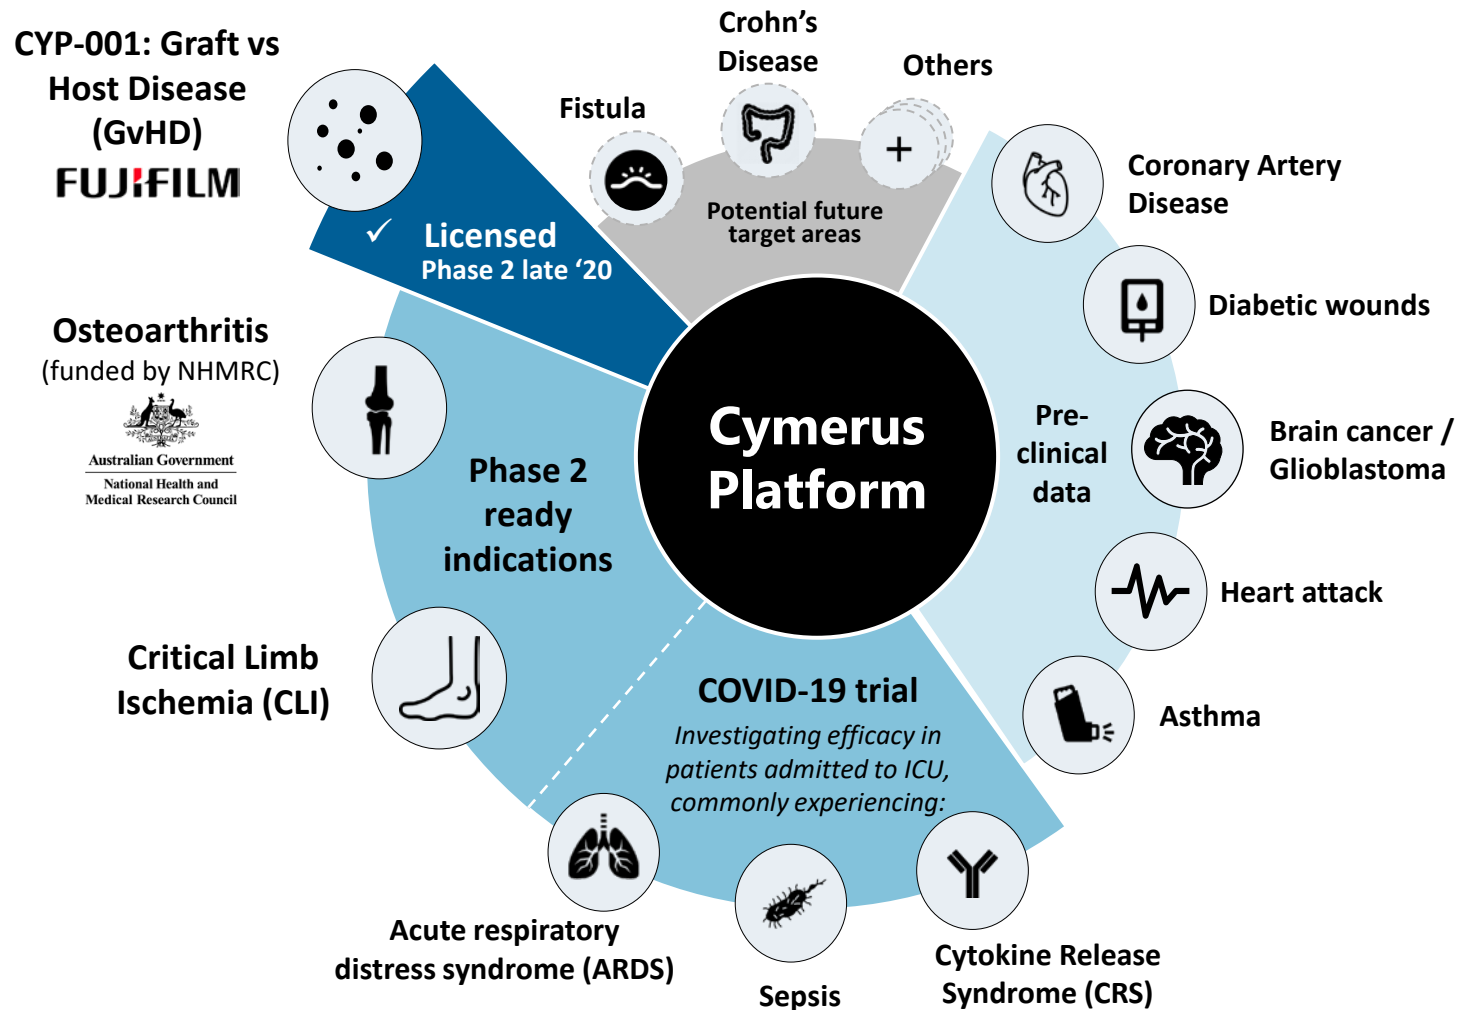 CYP-001: Graft vs
Host Disease
(GvHD)
FUJIFILM
✓ Licensed
Phase 2 late ‘20
Fistula
Crohn’s
Disease
Others
+
Potential future
target areas
Coronary Artery
Disease
Diabetic wounds
Brain cancer /
Glioblastoma
Heart attack
Asthma
Pre-
clinical
data
Cymerus
Platform
Osteoarthritis
(funded by NHMRC)
Australian Government
National Health and
Medical Research Council
Phase 2
ready
indications
Critical Limb
Ischemia (CLI)
COVID-19 trial
Investigating efficacy in
patients admitted to ICU,
commonly experiencing:
Acute respiratory
distress syndrome (ARDS)
Sepsis
Cytokine Release
Syndrome (CRS)